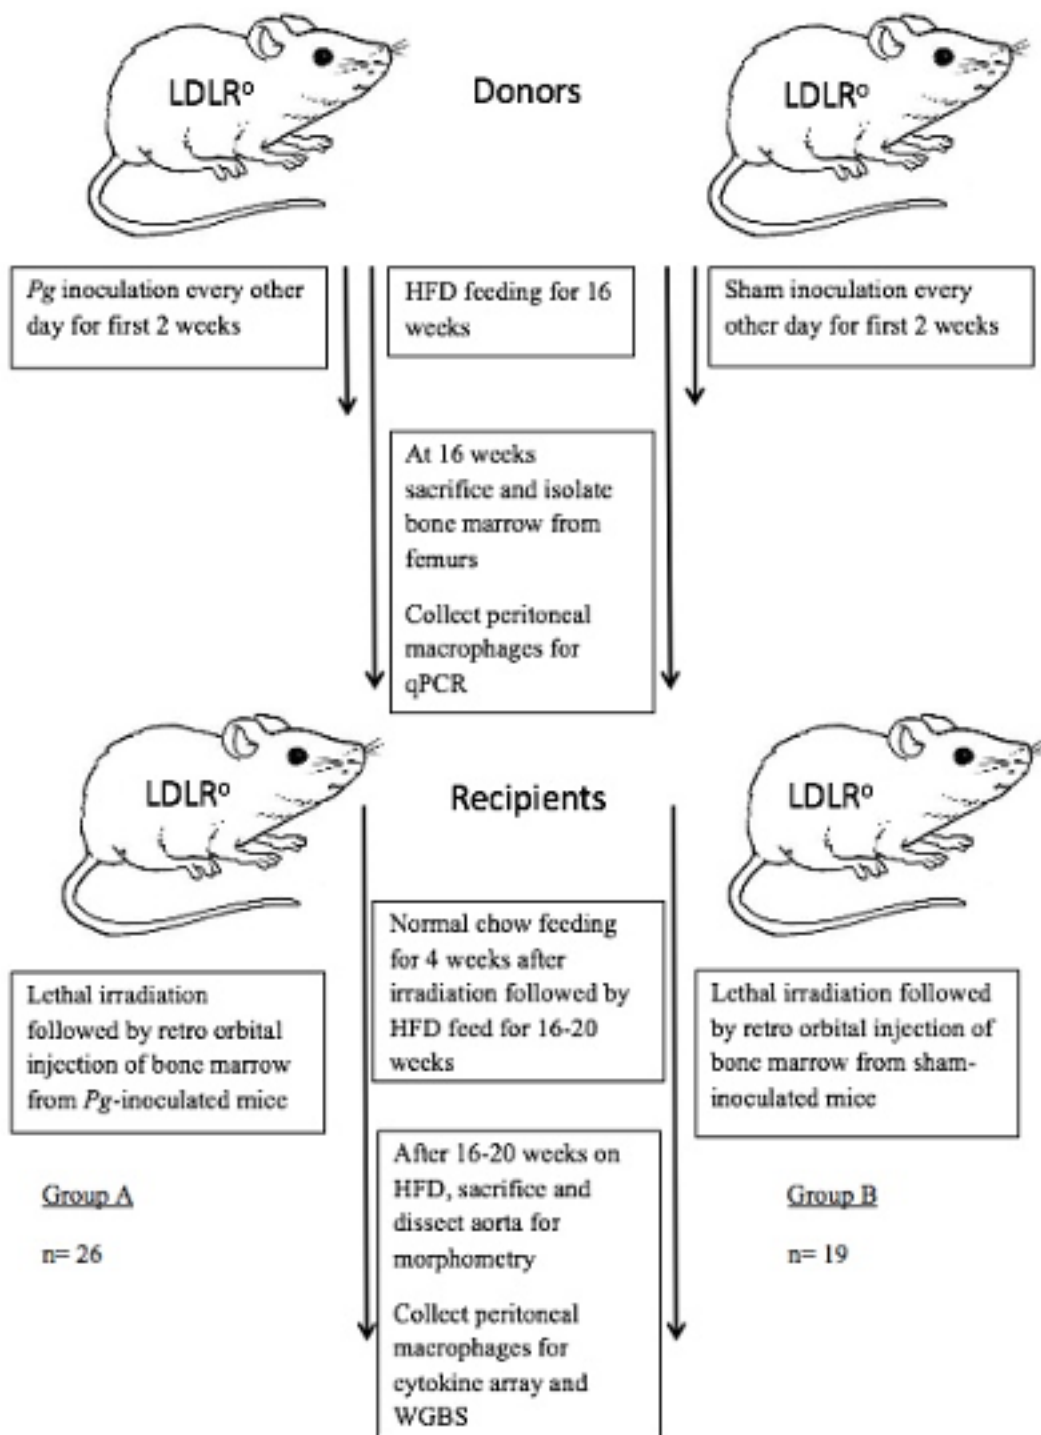 LDLRº
Donors
LDLRº
Pg inoculation every other
day for first 2 weeks
HFD feeding for 16
weeks
Sham inoculation every
other day for first 2 weeks
At 16 weeks
sacrifice and isolate
bone marrow from
femurs
Collect peritoneal
macrophages for
qPCR
LDLRº
Recipients
LDLRº
Normal chow feeding
for 4 weeks after
irradiation followed by
HFD feed for 16-20
weeks
Lethal irradiation
followed by retro orbital
injection of bone marrow
from Pg-inoculated mice
Lethal irradiation followed
by retro orbital injection of
bone marrow from sham-
inoculated mice
After 16-20 weeks on
HFD, sacrifice and
dissect aorta for
morphometry
Collect peritoneal
macrophages for
cytokine array and
WGBS
Group A
n= 26
Group B
n= 19